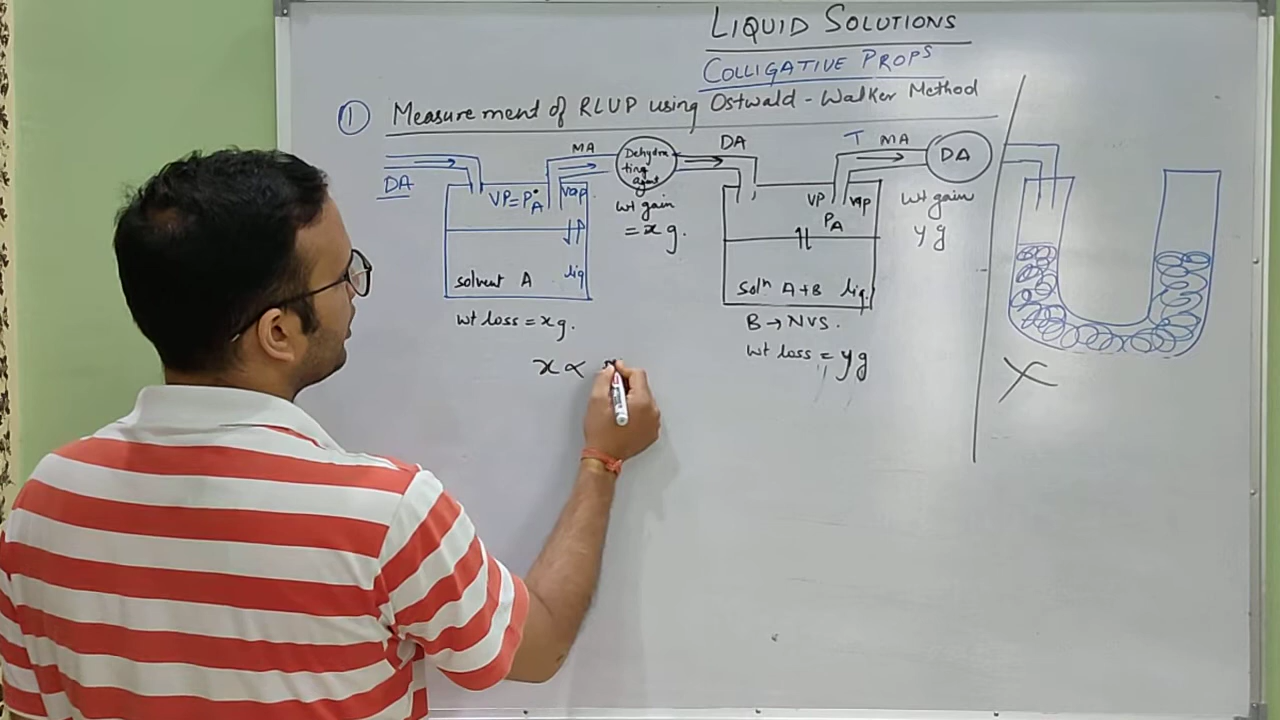 LIQUID SOLUTIONS
COLLIGATIVE PROPS
① Measurement of RLVP using Ostwald - Walker Method
DA
VP = P°A
MA
vap
solvent A
liq
wt loss = x g.
Dehydrating agent
wt gain
= x g.
DA
VP
PA
vap
Solⁿ A+B liq.
B → NVS.
wt loss = y g
T MA
DA
wt gain
y g
x ∝
X